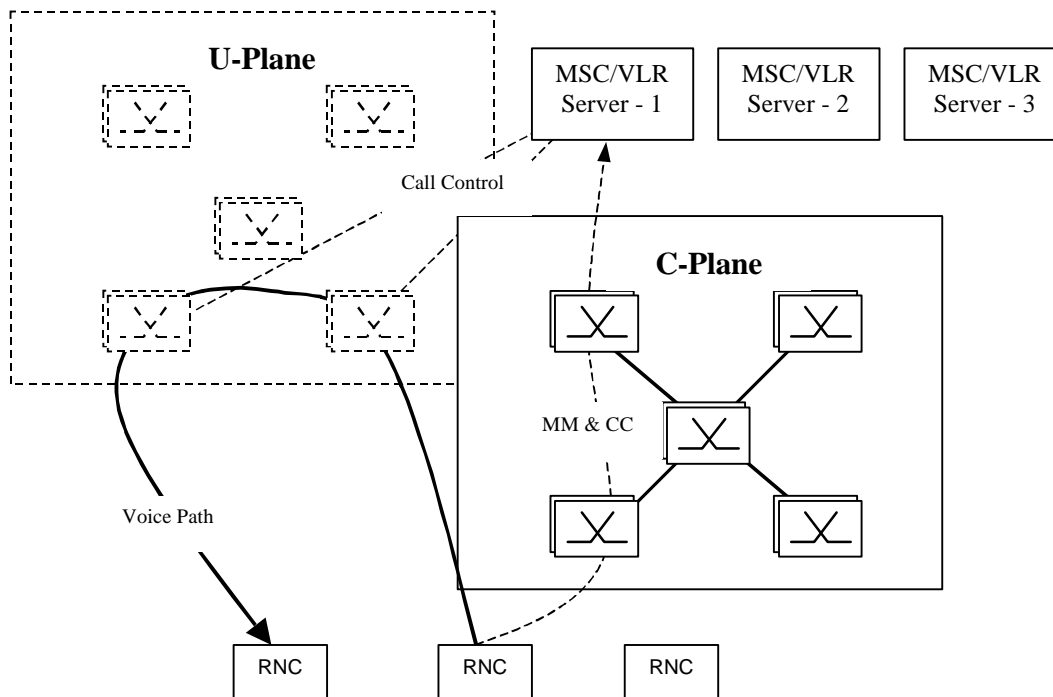 U-Plane
MSC/VLR
Server - 1
MSC/VLR
Server - 2
MSC/VLR
Server - 3
Call Control
C-Plane
MM & CC
Voice Path
RNC
RNC
RNC